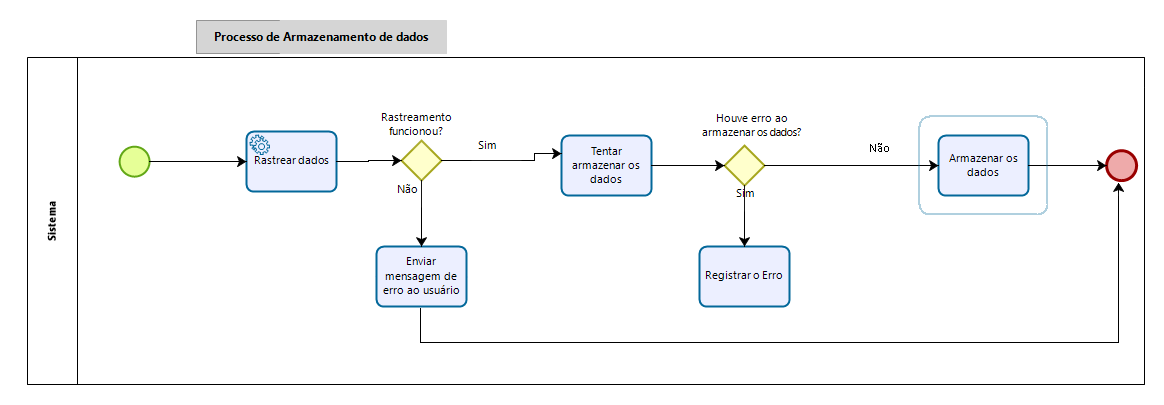 Processo de Armazenamento de dados
Sistema
Rastrear dados
Rastreamento
funcionou?
Sim
Não
Enviar
mensagem de
erro ao usuário
Tentar
armazenar os
dados
Houve erro ao
armazenar os dados?
Sim
Registrar o Erro
Não
Armazenar os
dados